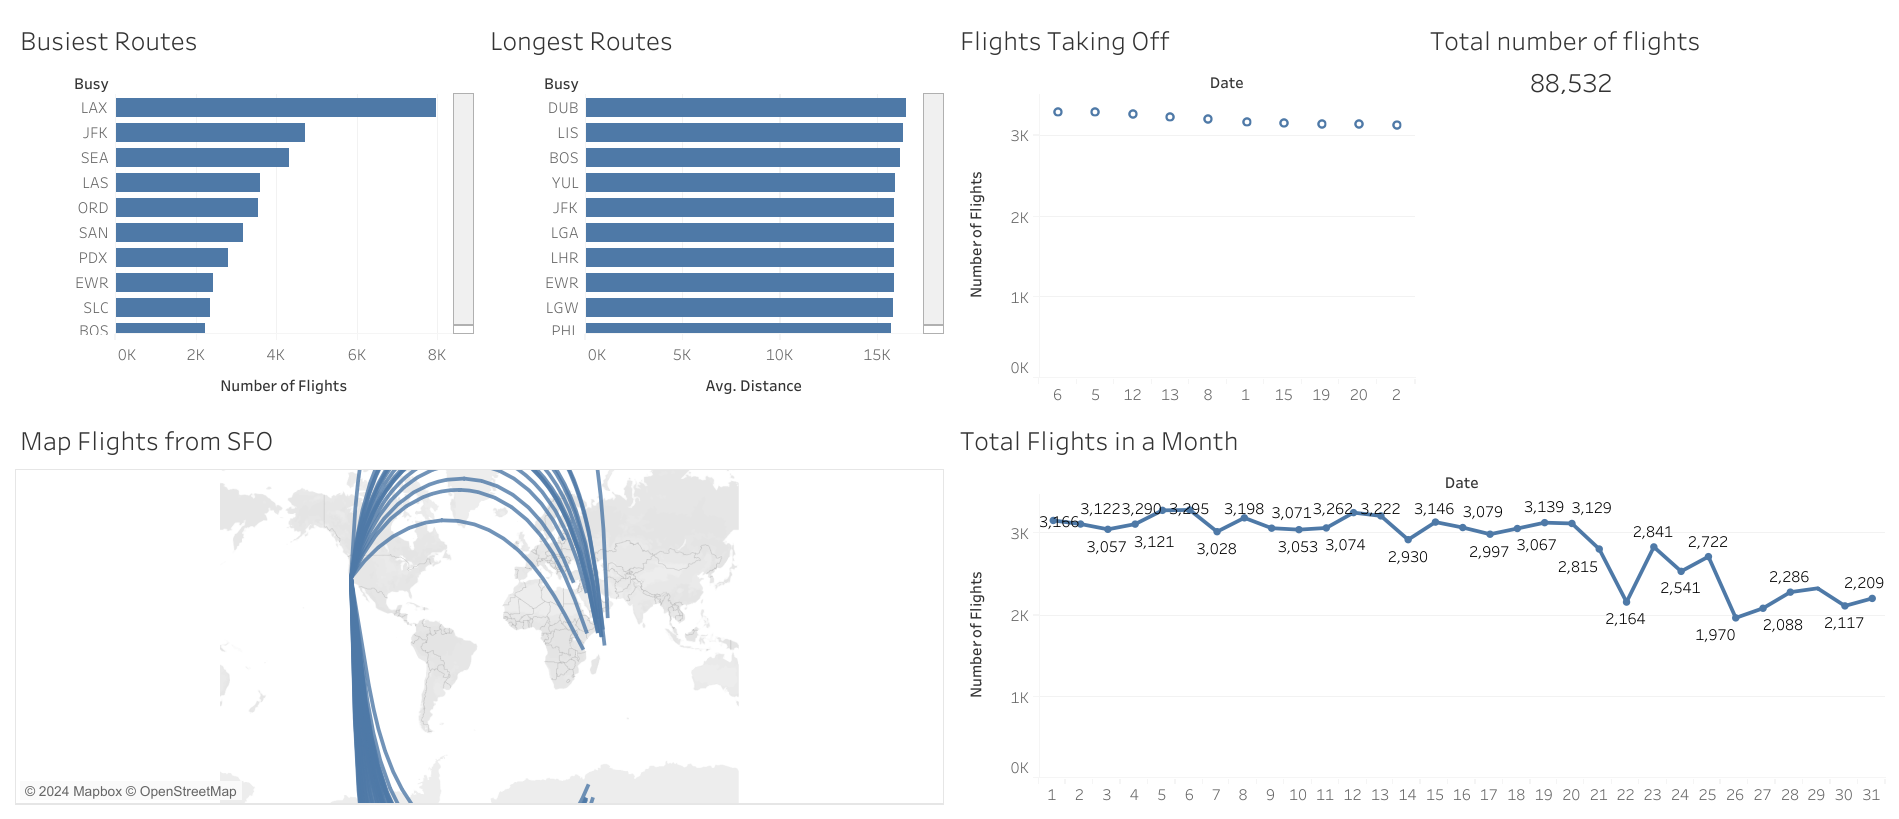 Busiest Routes
Busy
LAX
JFK
SEA
LAS
ORD
SAN
PDX
EWR
SLC
BOS
0K 2K 4K 6K 8K
Number of Flights
Longest Routes
Busy
DUB
LIS
BOS
YUL
JFK
LGA
LHR
EWR
LGW
PHL
0K 5K 10K 15K
Avg. Distance
Flights Taking Off
Date
Number of Flights
3K
2K
1K
0K
6 5 12 13 8 1 15 19 20 2
Total number of flights
88,532
Map Flights from SFO
© 2024 Mapbox © OpenStreetMap
Total Flights in a Month
Date
Number of Flights
3K
2K
1K
0K
3,166 3,122 3,057 3,121 3,290 3,295 3,028 3,198 3,071 3,053 3,074 3,262 3,222 2,930 3,146 3,079 2,997 3,067 3,139 3,129 2,815 2,164 2,841 2,541 2,722 1,970 2,088 2,286 2,117 2,209
1 2 3 4 5 6 7 8 9 10 11 12 13 14 15 16 17 18 19 20 21 22 23 24 25 26 27 28 29 30 31